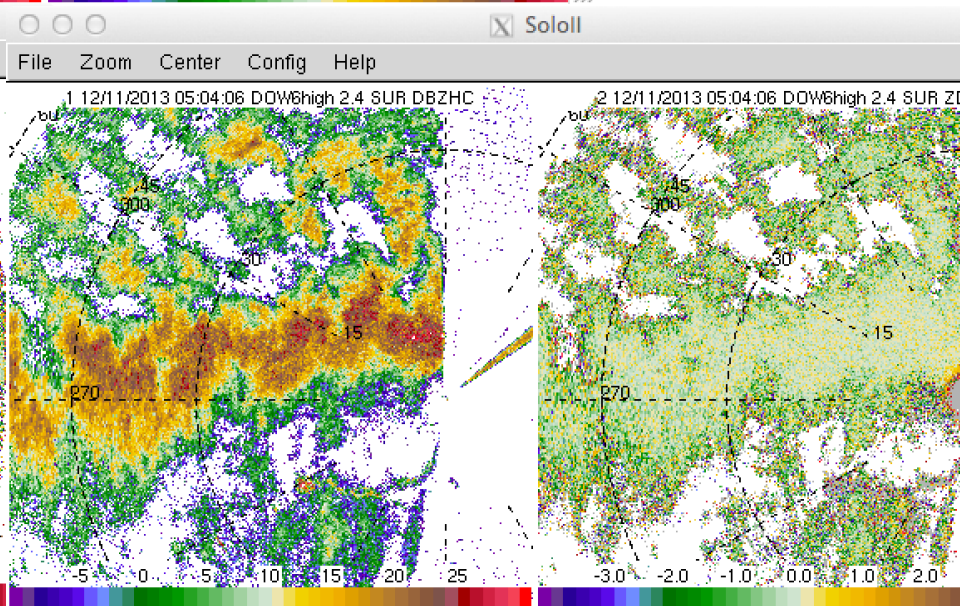 Soloii
File Zoom Center Config Help
1 12/11/2013 05:04:06 DOW6high 2.4 SUR DBZHC
2 12/11/2013 05:04:06 DOW6high 2.4 SUR ZD
60
60
45
45
300
300
30
30
15
15
270
270
-5 0 5 10 15 20 25
-3.0 -2.0 -1.0 0.0 1.0 2.0